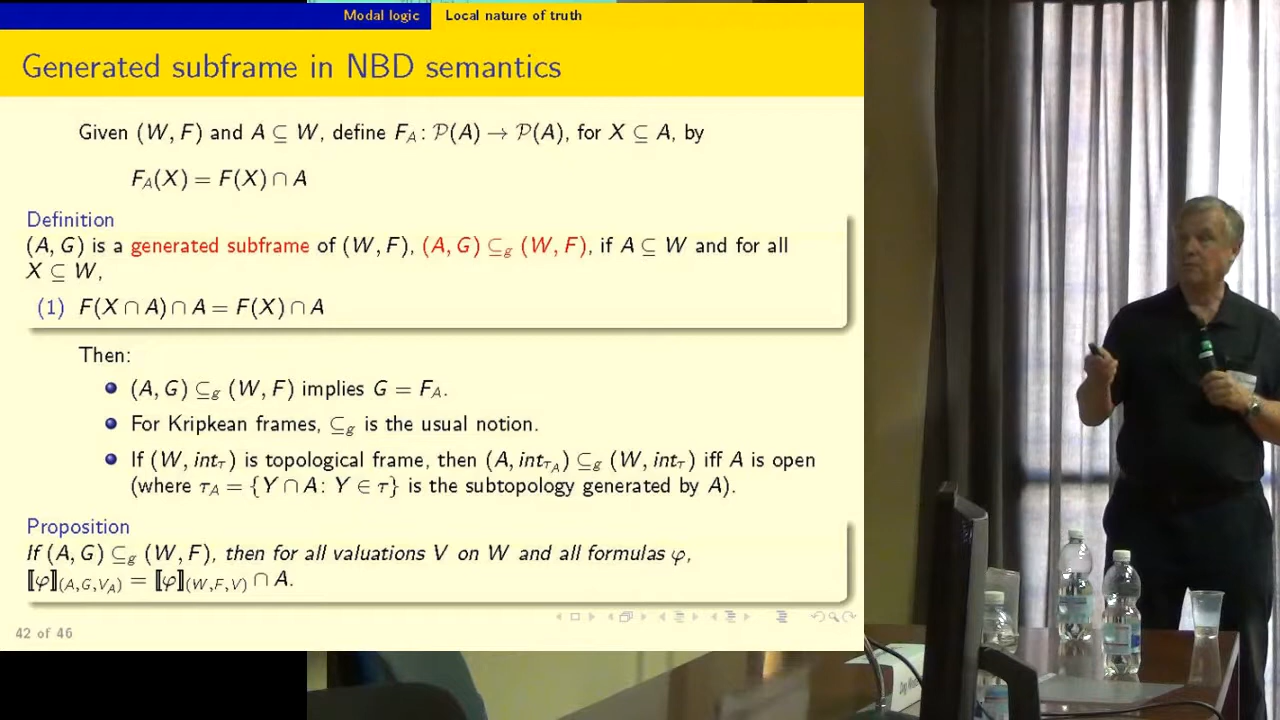 Modal logic Local nature of truth
Generated subframe in NBD semantics
Given (W, F) and A ⊆ W, define F_A : 𝒫(A) → 𝒫(A), for X ⊆ A, by
F_A(X) = F(X) ∩ A
Definition
(A, G) is a generated subframe of (W, F), (A, G) ⊆_g (W, F), if A ⊆ W and for all
X ⊆ W,
(1) F(X ∩ A) ∩ A = F(X) ∩ A
Then:
(A, G) ⊆_g (W, F) implies G = F_A.
For Kripkean frames, ⊆_g is the usual notion.
If (W, int_τ) is topological frame, then (A, int_{τ_A}) ⊆_g (W, int_τ) iff A is open
(where τ_A = {Y ∩ A: Y ∈ τ} is the subtopology generated by A).
Proposition
If (A, G) ⊆_g (W, F), then for all valuations V on W and all formulas φ,
⟦φ⟧_(A,G,V_A) = ⟦φ⟧_(W,F,V) ∩ A.
42 of 46